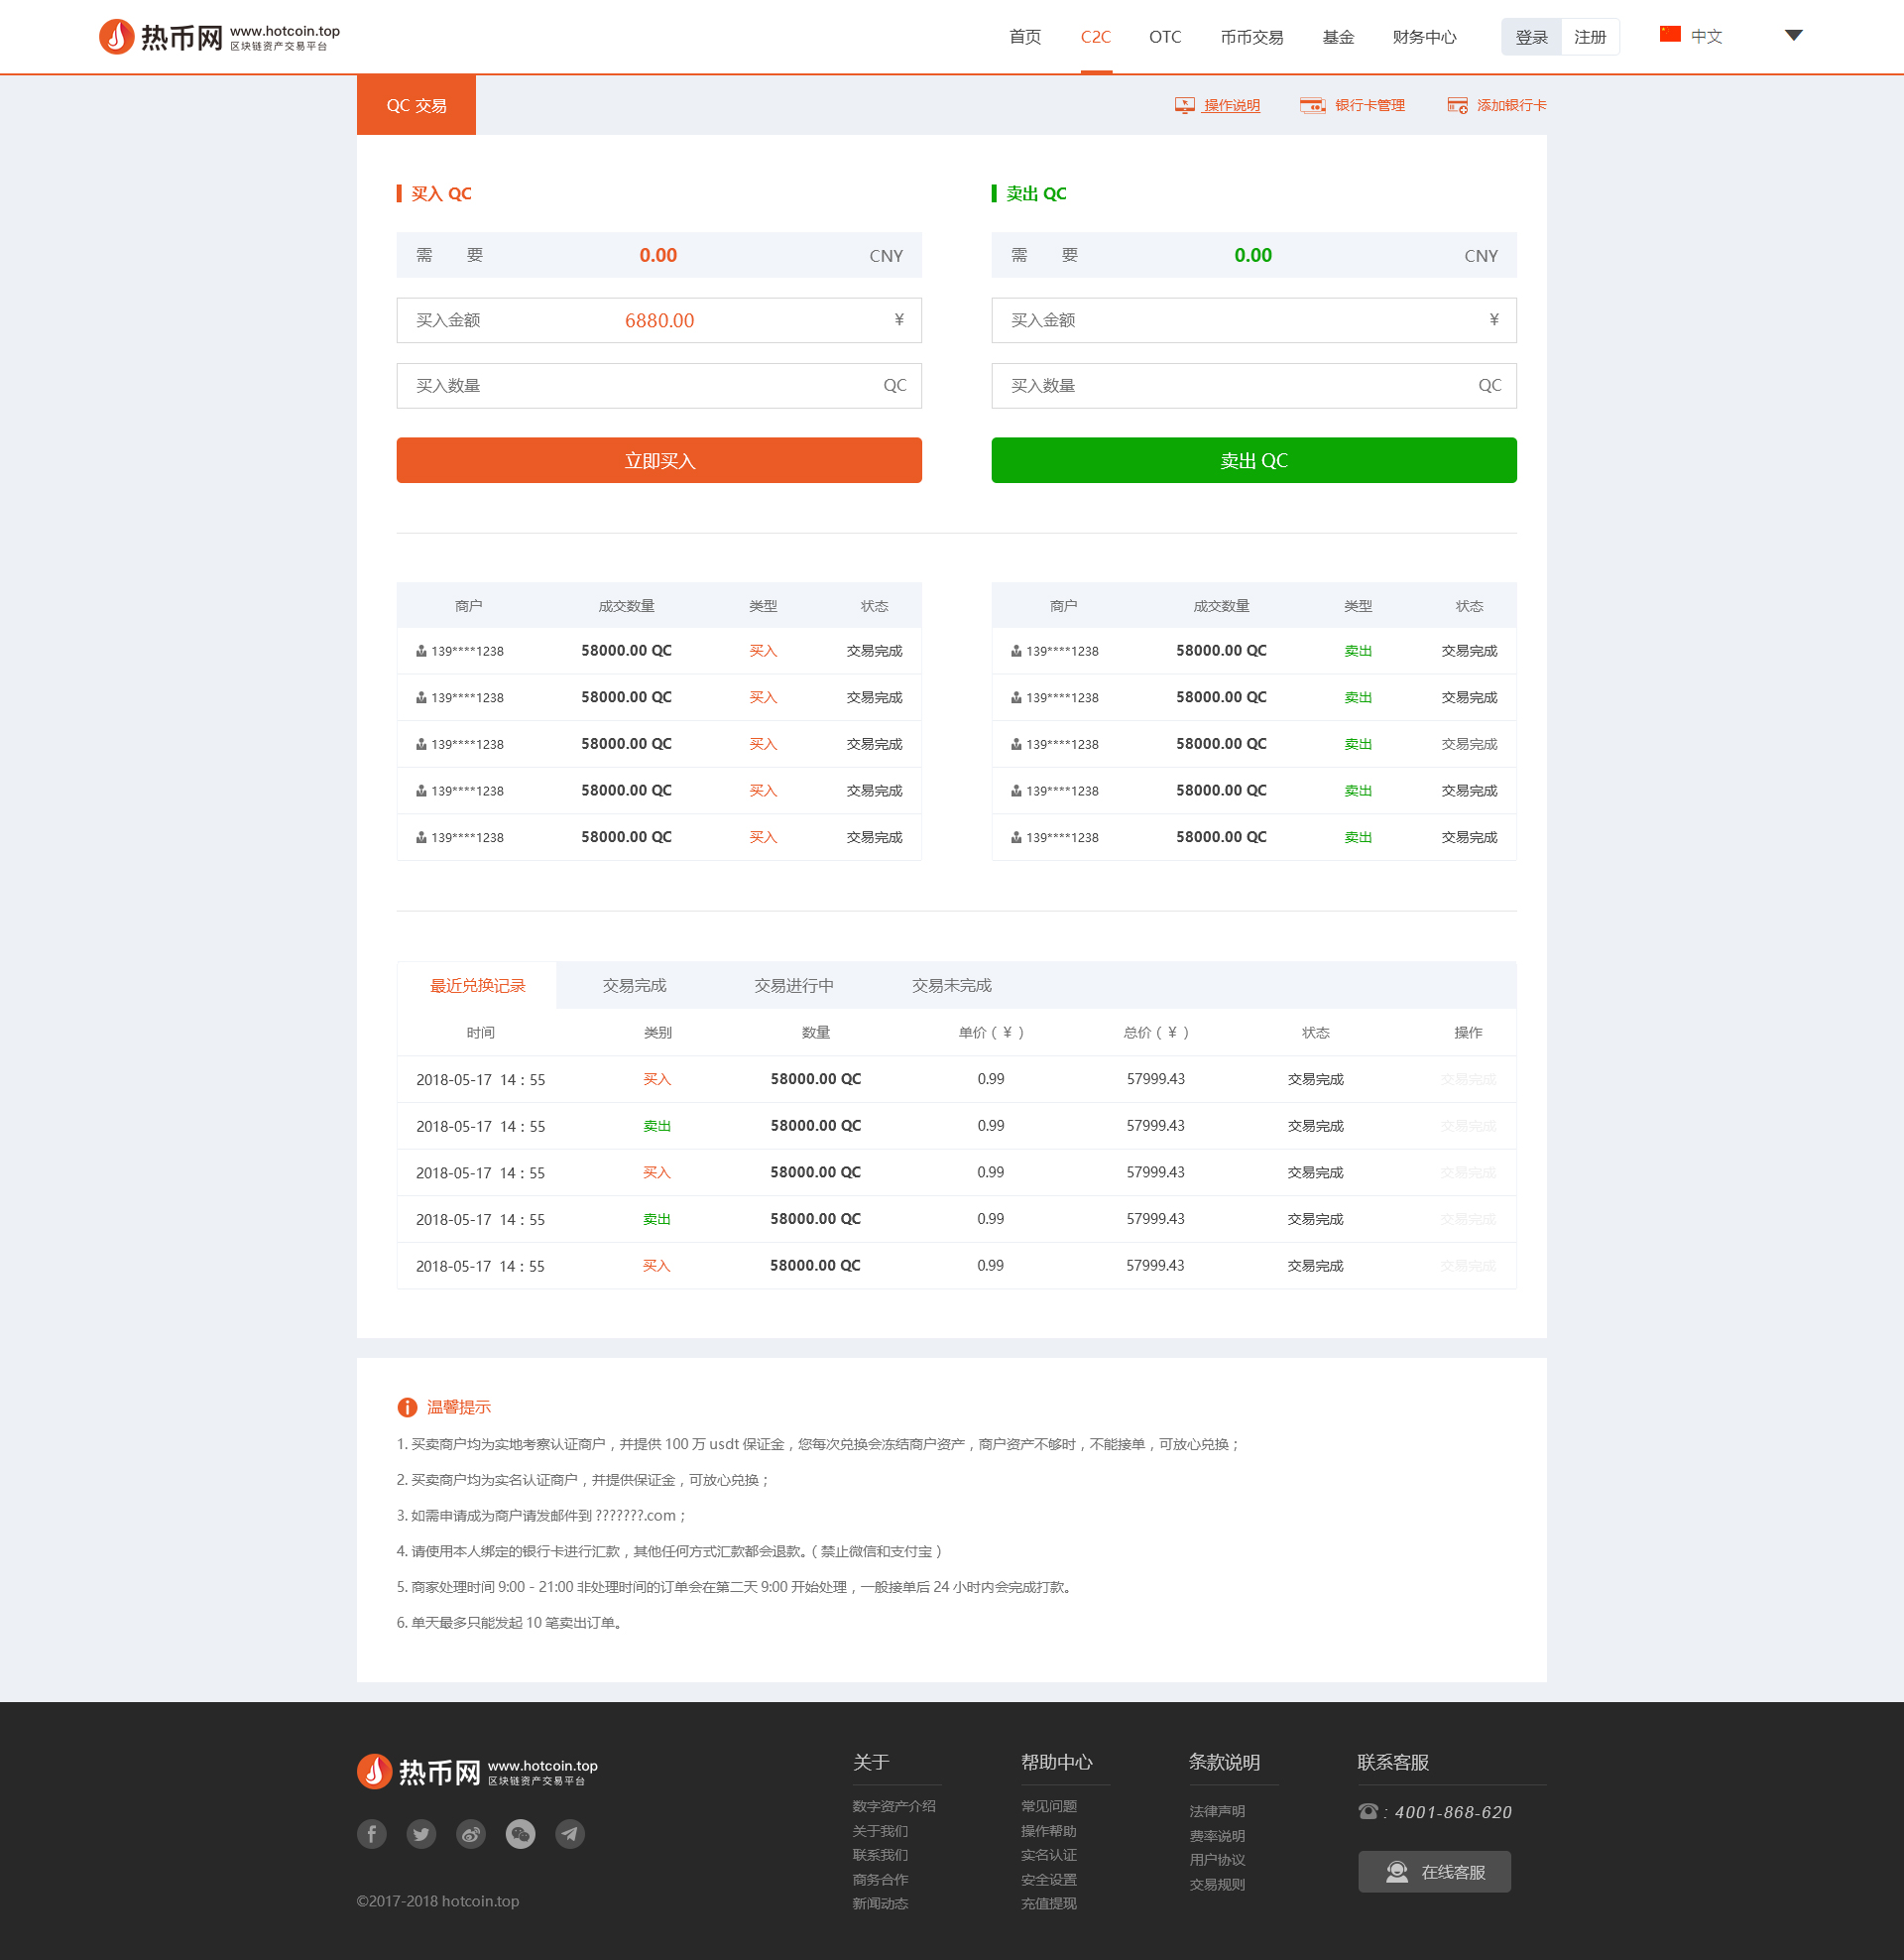 热币网 www.hotcoin.top
区块链资产交易平台
首页 C2C OTC 币币交易 基金 财务中心 登录 注册 中文
QC 交易 操作说明 银行卡管理 添加银行卡
买入 QC
需 要 0.00 CNY
买入金额 6880.00 ¥
买入数量 QC
立即买入
卖出 QC
需 要 0.00 CNY
买入金额 ¥
买入数量 QC
卖出 QC
商户 成交数量 类型 状态
139****1238 58000.00 QC 买入 交易完成
139****1238 58000.00 QC 买入 交易完成
139****1238 58000.00 QC 买入 交易完成
139****1238 58000.00 QC 买入 交易完成
139****1238 58000.00 QC 买入 交易完成
商户 成交数量 类型 状态
139****1238 58000.00 QC 卖出 交易完成
139****1238 58000.00 QC 卖出 交易完成
139****1238 58000.00 QC 卖出 交易完成
139****1238 58000.00 QC 卖出 交易完成
139****1238 58000.00 QC 卖出 交易完成
最近兑换记录 交易完成 交易进行中 交易未完成
时间 类别 数量 单价（¥） 总价（¥） 状态 操作
2018-05-17 14：55 买入 58000.00 QC 0.99 57999.43 交易完成 交易完成
2018-05-17 14：55 卖出 58000.00 QC 0.99 57999.43 交易完成 交易完成
2018-05-17 14：55 买入 58000.00 QC 0.99 57999.43 交易完成 交易完成
2018-05-17 14：55 卖出 58000.00 QC 0.99 57999.43 交易完成 交易完成
2018-05-17 14：55 买入 58000.00 QC 0.99 57999.43 交易完成 交易完成
温馨提示
1. 买卖商户均为实地考察认证商户，并提供 100 万 usdt 保证金，您每次兑换会冻结商户资产，商户资产不够时，不能接单，可放心兑换；
2. 买卖商户均为实名认证商户，并提供保证金，可放心兑换；
3. 如需申请成为商户请发邮件到 ???????.com；
4. 请使用本人绑定的银行卡进行汇款，其他任何方式汇款都会退款。（禁止微信和支付宝）
5. 商家处理时间 9:00 - 21:00 非处理时间的订单会在第二天 9:00 开始处理，一般接单后 24 小时内会完成打款。
6. 单天最多只能发起 10 笔卖出订单。
热币网 www.hotcoin.top
区块链资产交易平台
©2017-2018 hotcoin.top
关于
数字资产介绍
关于我们
联系我们
商务合作
新闻动态
帮助中心
常见问题
操作帮助
实名认证
安全设置
充值提现
条款说明
法律声明
费率说明
用户协议
交易规则
联系客服
: 4001-868-620
在线客服